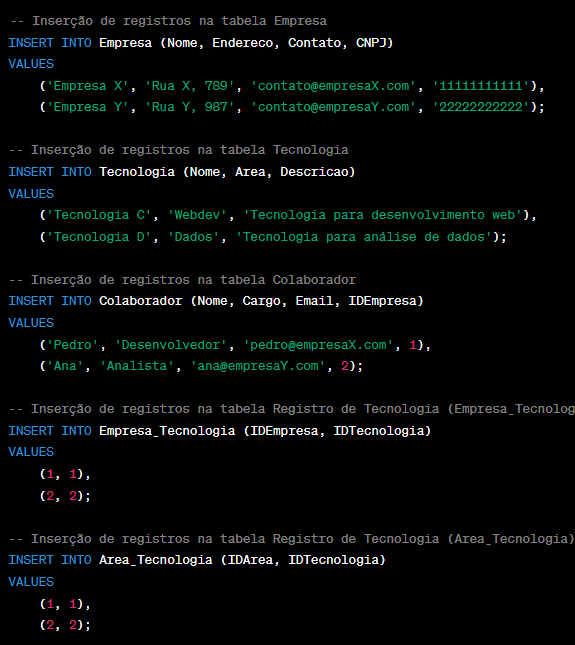 -- Inserção de registros na tabela Empresa
INSERT INTO Empresa (Nome, Endereco, Contato, CNPJ)
VALUES
('Empresa X', 'Rua X, 789', 'contato@empresaX.com', '11111111111'),
('Empresa Y', 'Rua Y, 987', 'contato@empresaY.com', '22222222222');
-- Inserção de registros na tabela Tecnologia
INSERT INTO Tecnologia (Nome, Area, Descricao)
VALUES
('Tecnologia C', 'Webdev', 'Tecnologia para desenvolvimento web'),
('Tecnologia D', 'Dados', 'Tecnologia para análise de dados');
-- Inserção de registros na tabela Colaborador
INSERT INTO Colaborador (Nome, Cargo, Email, IDEmpresa)
VALUES
('Pedro', 'Desenvolvedor', 'pedro@empresaX.com', 1),
('Ana', 'Analista', 'ana@empresaY.com', 2);
-- Inserção de registros na tabela Registro de Tecnologia (Empresa_Tecnolog
INSERT INTO Empresa_Tecnologia (IDEmpresa, IDTecnologia)
VALUES
(1, 1),
(2, 2);
-- Inserção de registros na tabela Registro de Tecnologia (Area_Tecnologia)
INSERT INTO Area_Tecnologia (IDArea, IDTecnologia)
VALUES
(1, 1),
(2, 2);